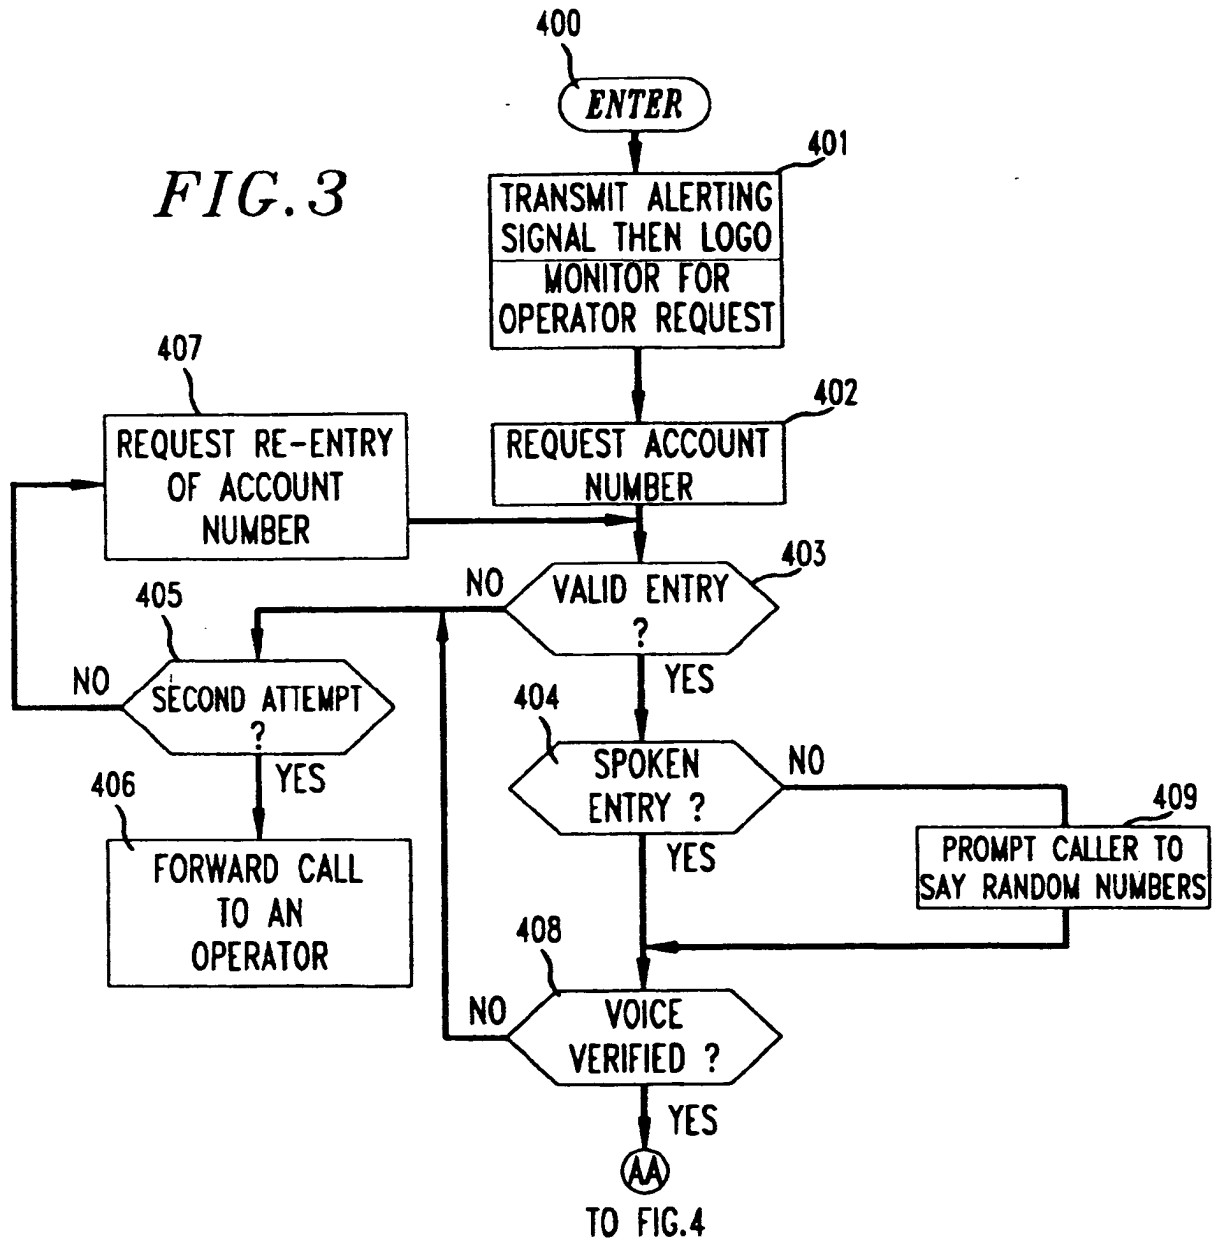 400
ENTER
FIG. 3
401
TRANSMIT ALERTING
SIGNAL THEN LOGO
MONITOR FOR
OPERATOR REQUEST
407
REQUEST RE-ENTRY
OF ACCOUNT
NUMBER
402
REQUEST ACCOUNT
NUMBER
403
VALID ENTRY
?
NO
YES
405
SECOND ATTEMPT
?
NO
YES
404
SPOKEN
ENTRY ?
NO
YES
406
FORWARD CALL
TO AN
OPERATOR
409
PROMPT CALLER TO
SAY RANDOM NUMBERS
408
VOICE
VERIFIED ?
NO
YES
AA
TO FIG.4